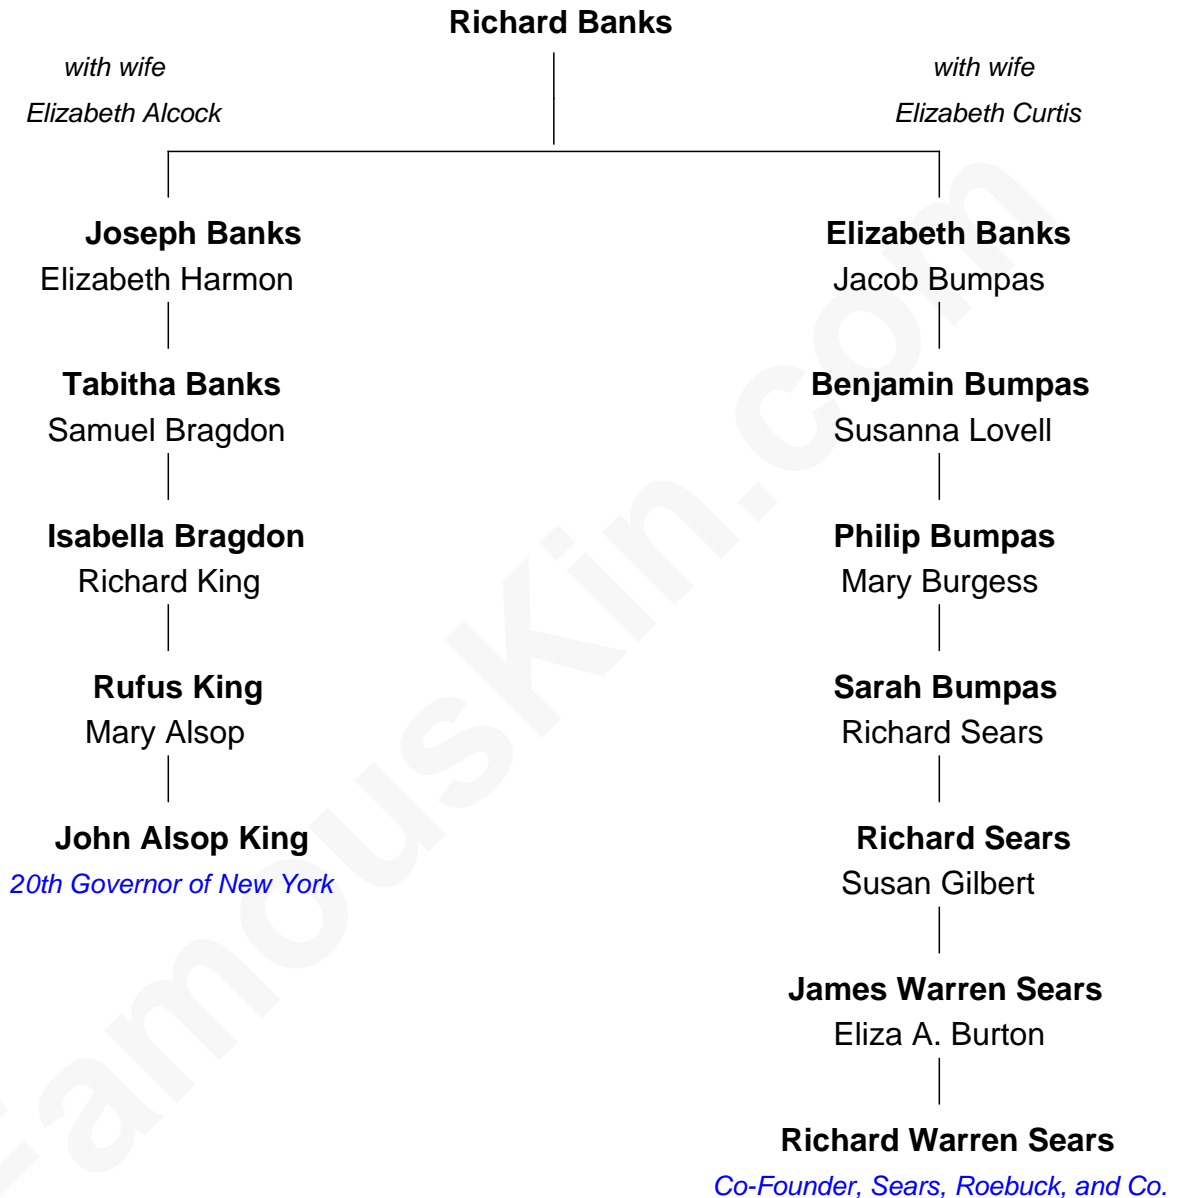 Richard Banks
with wife
Elizabeth Alcock
with wife
Elizabeth Curtis
Joseph Banks
Elizabeth Harmon
Tabitha Banks
Samuel Bragdon
Isabella Bragdon
Richard King
Rufus King
Mary Alsop
John Alsop King
20th Governor of New York
Elizabeth Banks
Jacob Bumpas
Benjamin Bumpas
Susanna Lovell
Philip Bumpas
Mary Burgess
Sarah Bumpas
Richard Sears
Richard Sears
Susan Gilbert
James Warren Sears
Eliza A. Burton
Richard Warren Sears
Co-Founder, Sears, Roebuck, and Co.
FamousKin.com